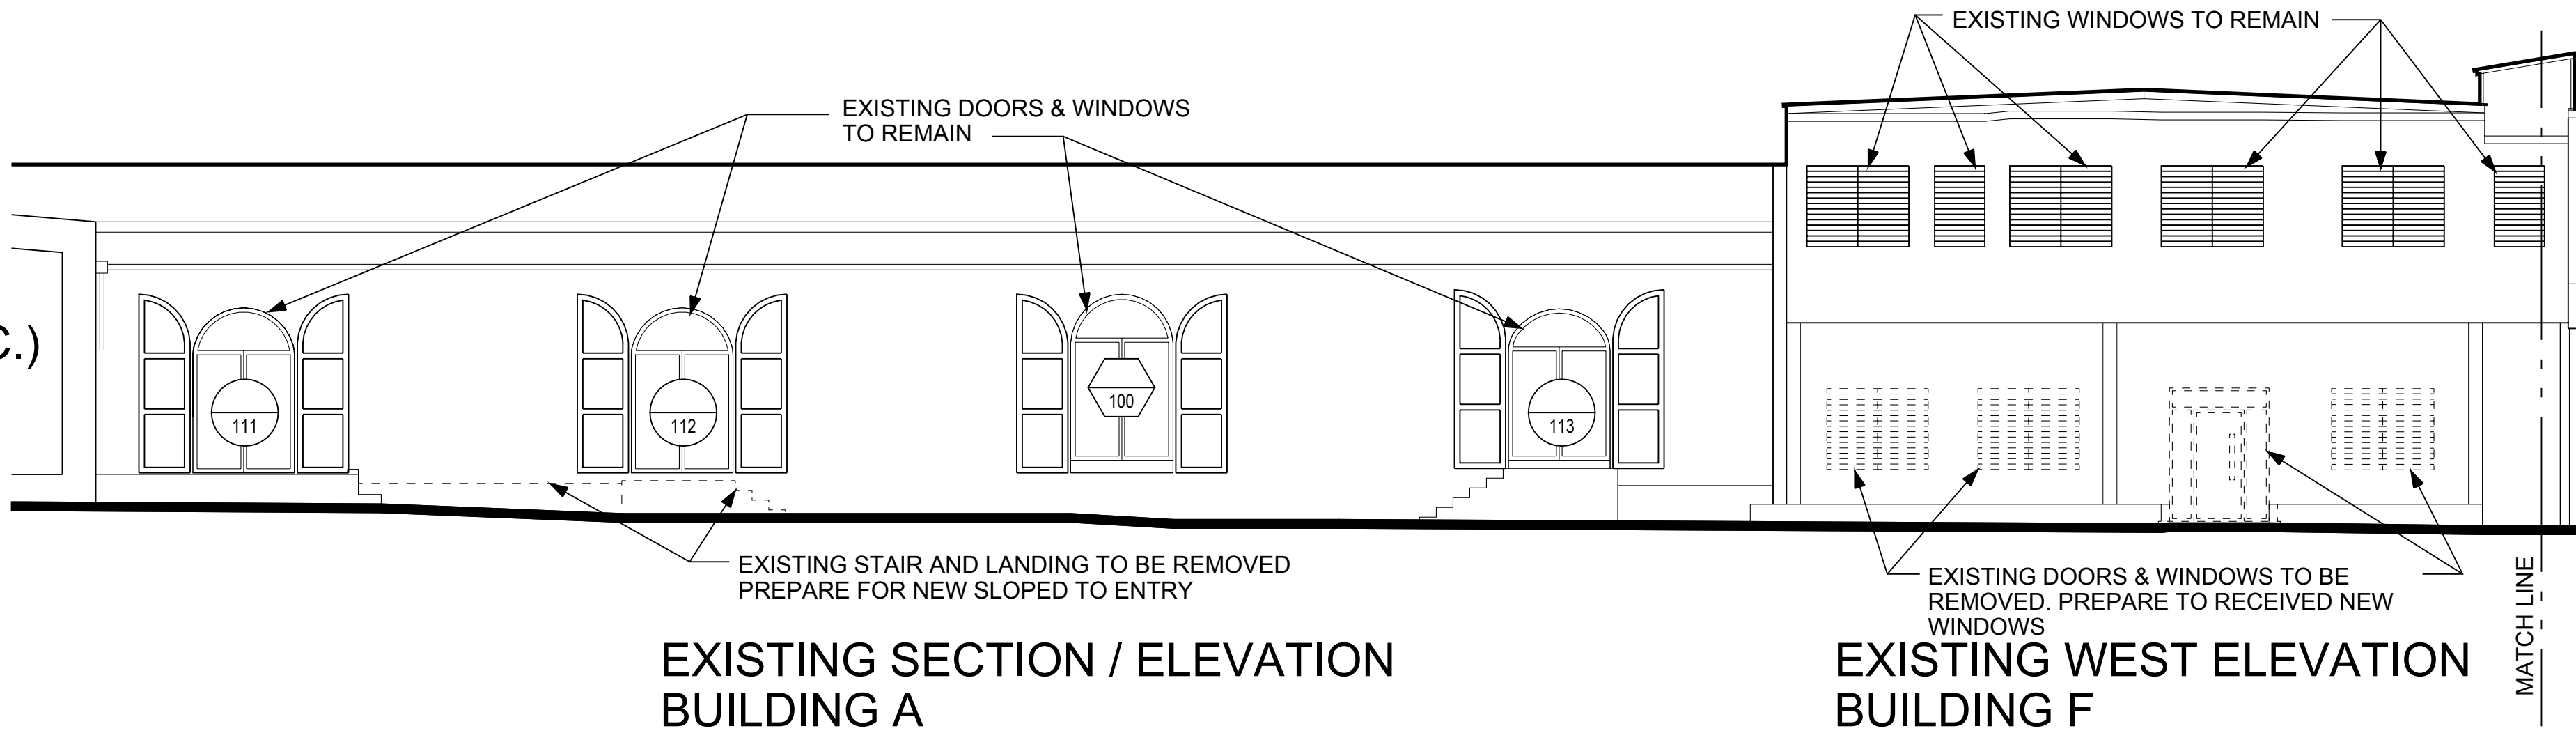 EXISTING WINDOWS TO REMAIN
EXISTING DOORS & WINDOWS
TO REMAIN
C.)
111
112
100
113
EXISTING STAIR AND LANDING TO BE REMOVED
PREPARE FOR NEW SLOPED TO ENTRY
EXISTING DOORS & WINDOWS TO BE
REMOVED. PREPARE TO RECEIVED NEW
WINDOWS
MATCH LINE
EXISTING SECTION / ELEVATION
BUILDING A
EXISTING WEST ELEVATION
BUILDING F